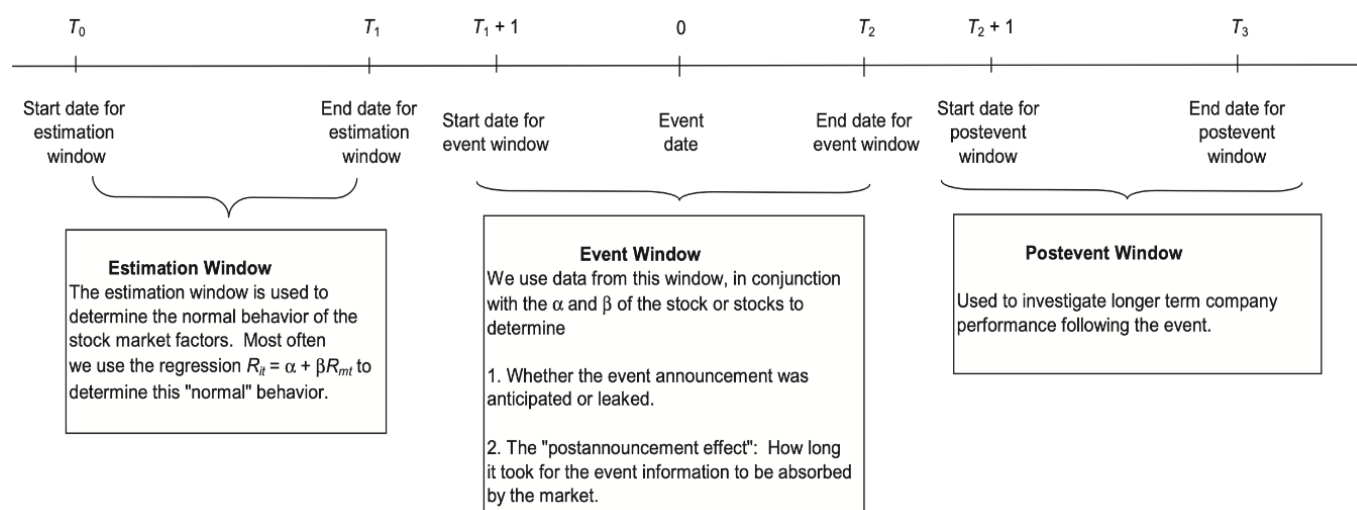 T₀ T₁ T₁ + 1 0 T₂ T₂ + 1 T₃
Start date for
estimation
window
End date for
estimation
window
Start date for
event window
Event
date
End date for
event window
Start date for
postevent
window
End date for
postevent
window
Estimation Window
The estimation window is used to
determine the normal behavior of the
stock market factors. Most often
we use the regression Rᵢₜ = α + βRₘₜ to
determine this "normal" behavior.
Event Window
We use data from this window, in conjunction
with the α and β of the stock or stocks to
determine
1. Whether the event announcement was
anticipated or leaked.
2. The "postannouncement effect": How long
it took for the event information to be absorbed
by the market.
Postevent Window
Used to investigate longer term company
performance following the event.